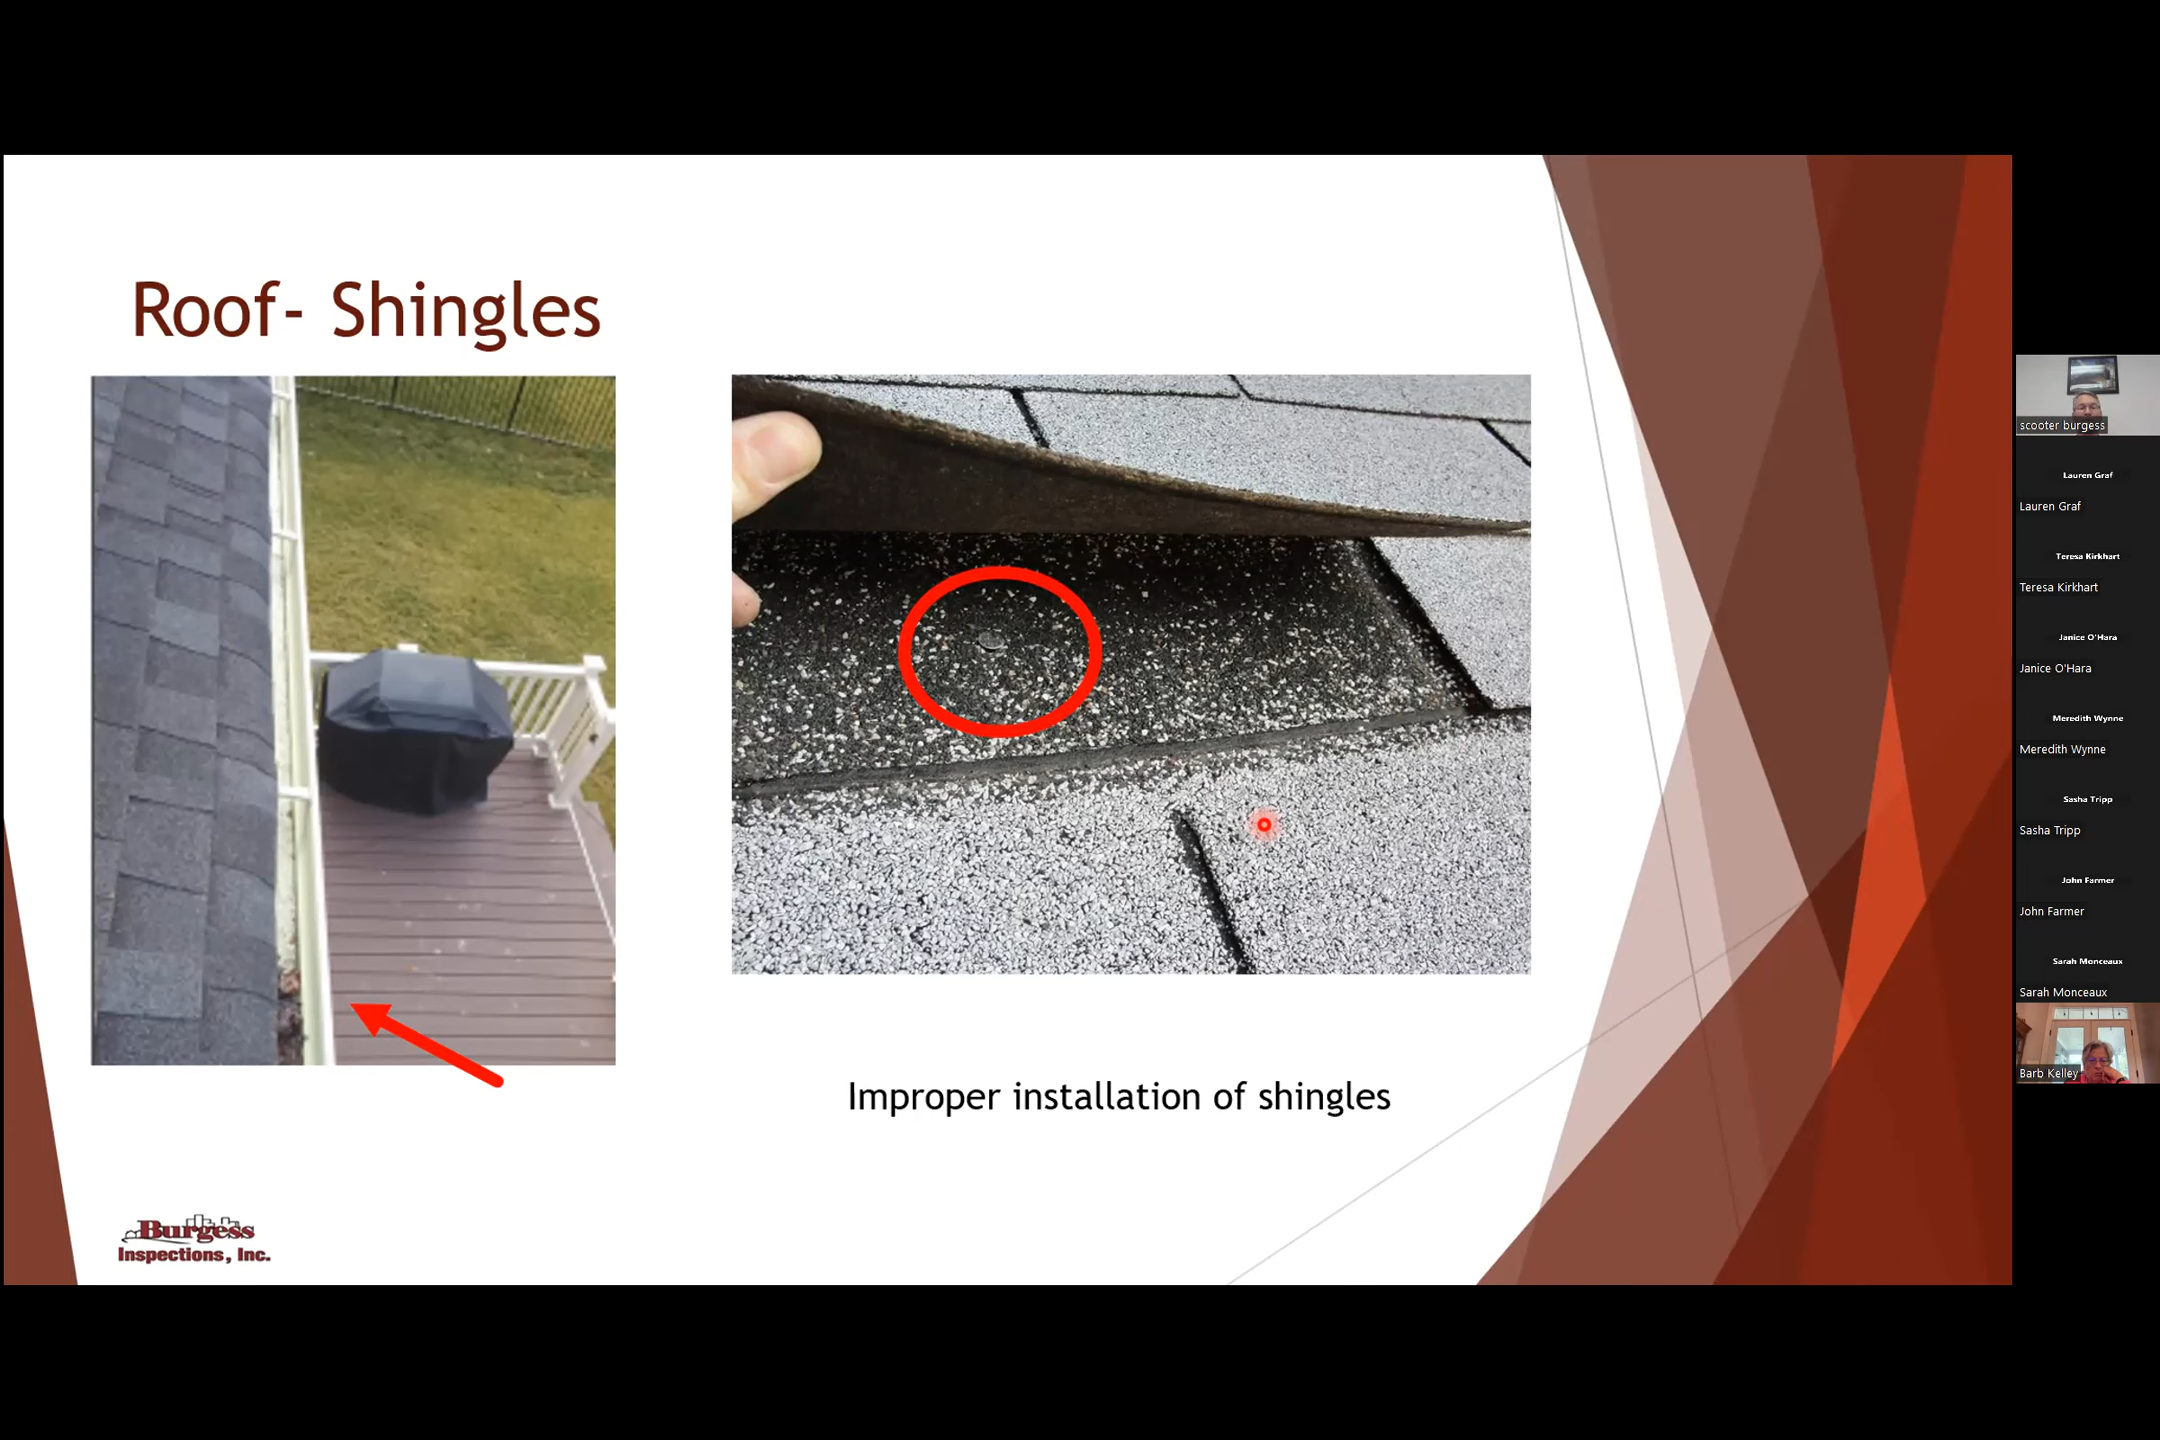 Roof- Shingles
Improper installation of shingles
Burgess
Inspections, Inc.
scooter burgess
Lauren Graf
Lauren Graf
Teresa Kirkhart
Teresa Kirkhart
Janice O'Hara
Janice O'Hara
Meredith Wynne
Meredith Wynne
Sasha Tripp
Sasha Tripp
John Farmer
John Farmer
Sarah Monceaux
Sarah Monceaux
Barb Kelley